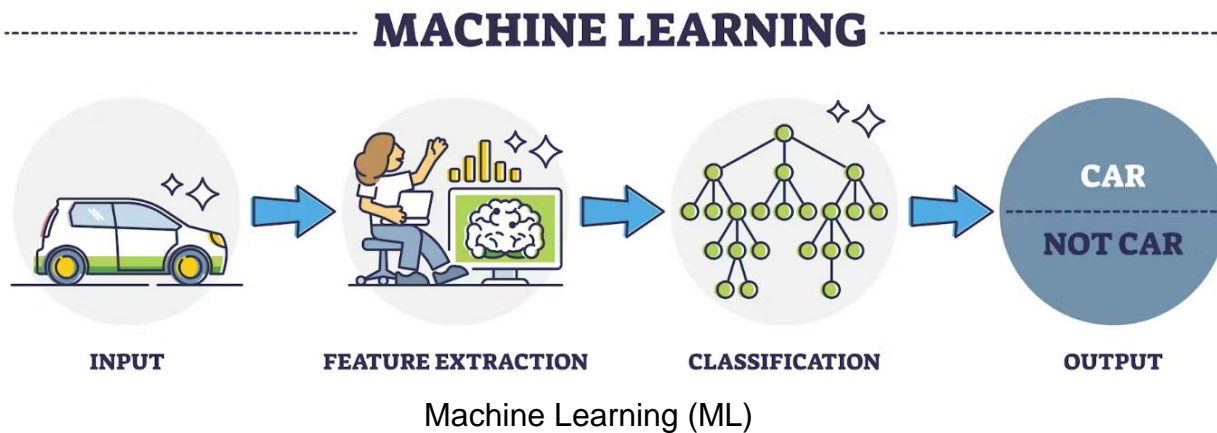 MACHINE LEARNING
CAR
NOT CAR
INPUT
FEATURE EXTRACTION
CLASSIFICATION
OUTPUT
Machine Learning (ML)